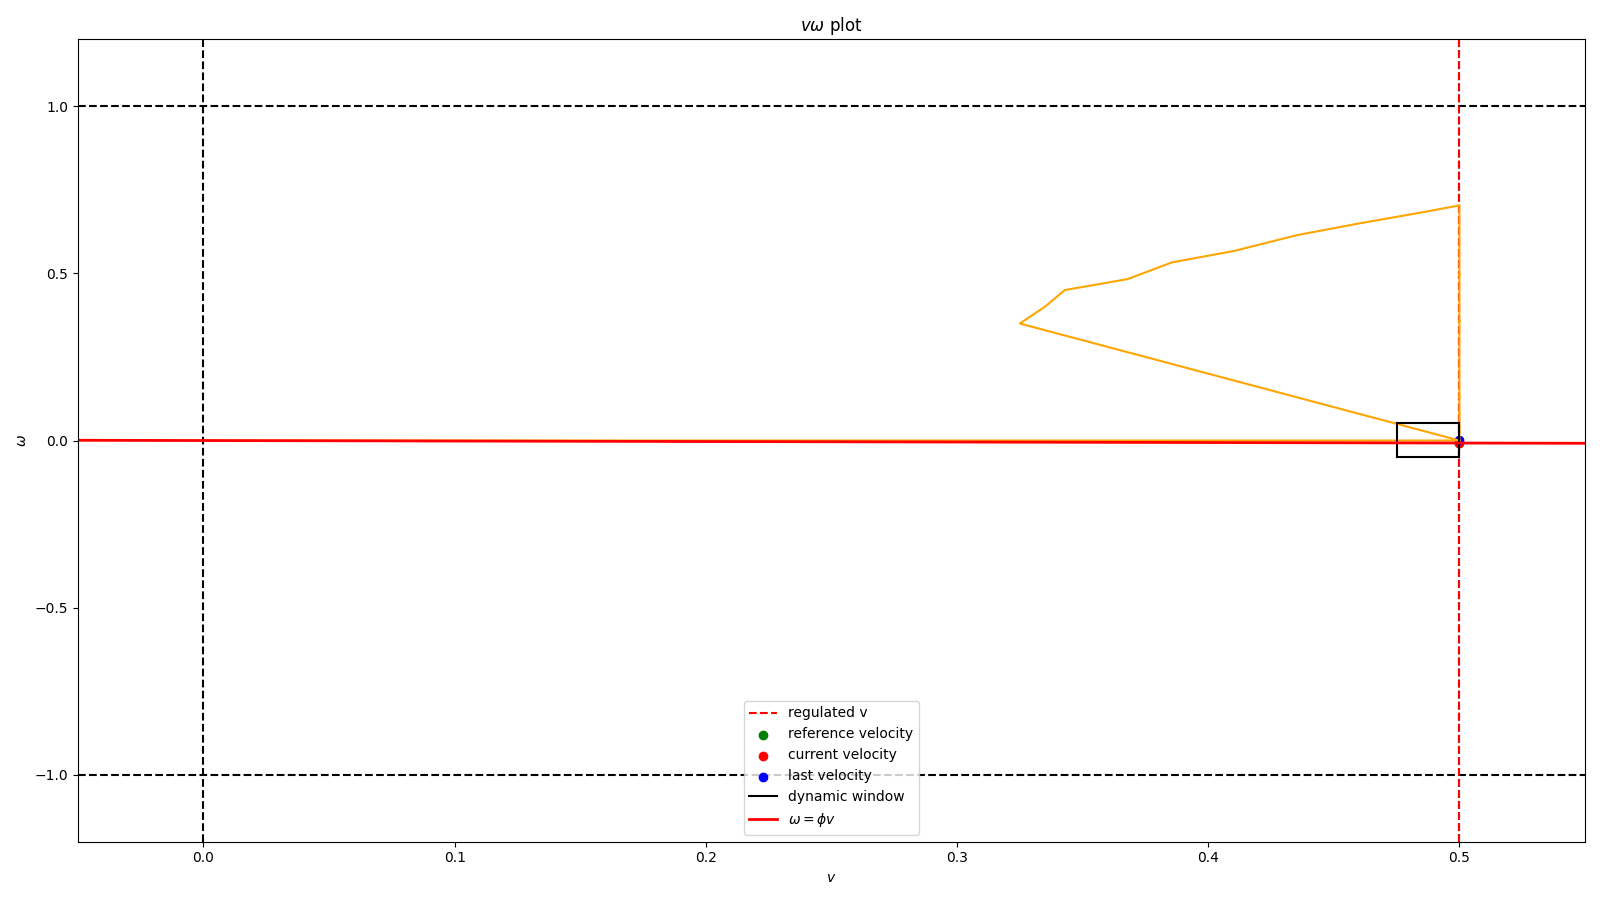 vω plot
ω
1.0
0.5
0.0
−0.5
−1.0
regulated v
reference velocity
current velocity
last velocity
dynamic window
ω = ϕv
0.0 0.1 0.2 0.3 0.4 0.5
v